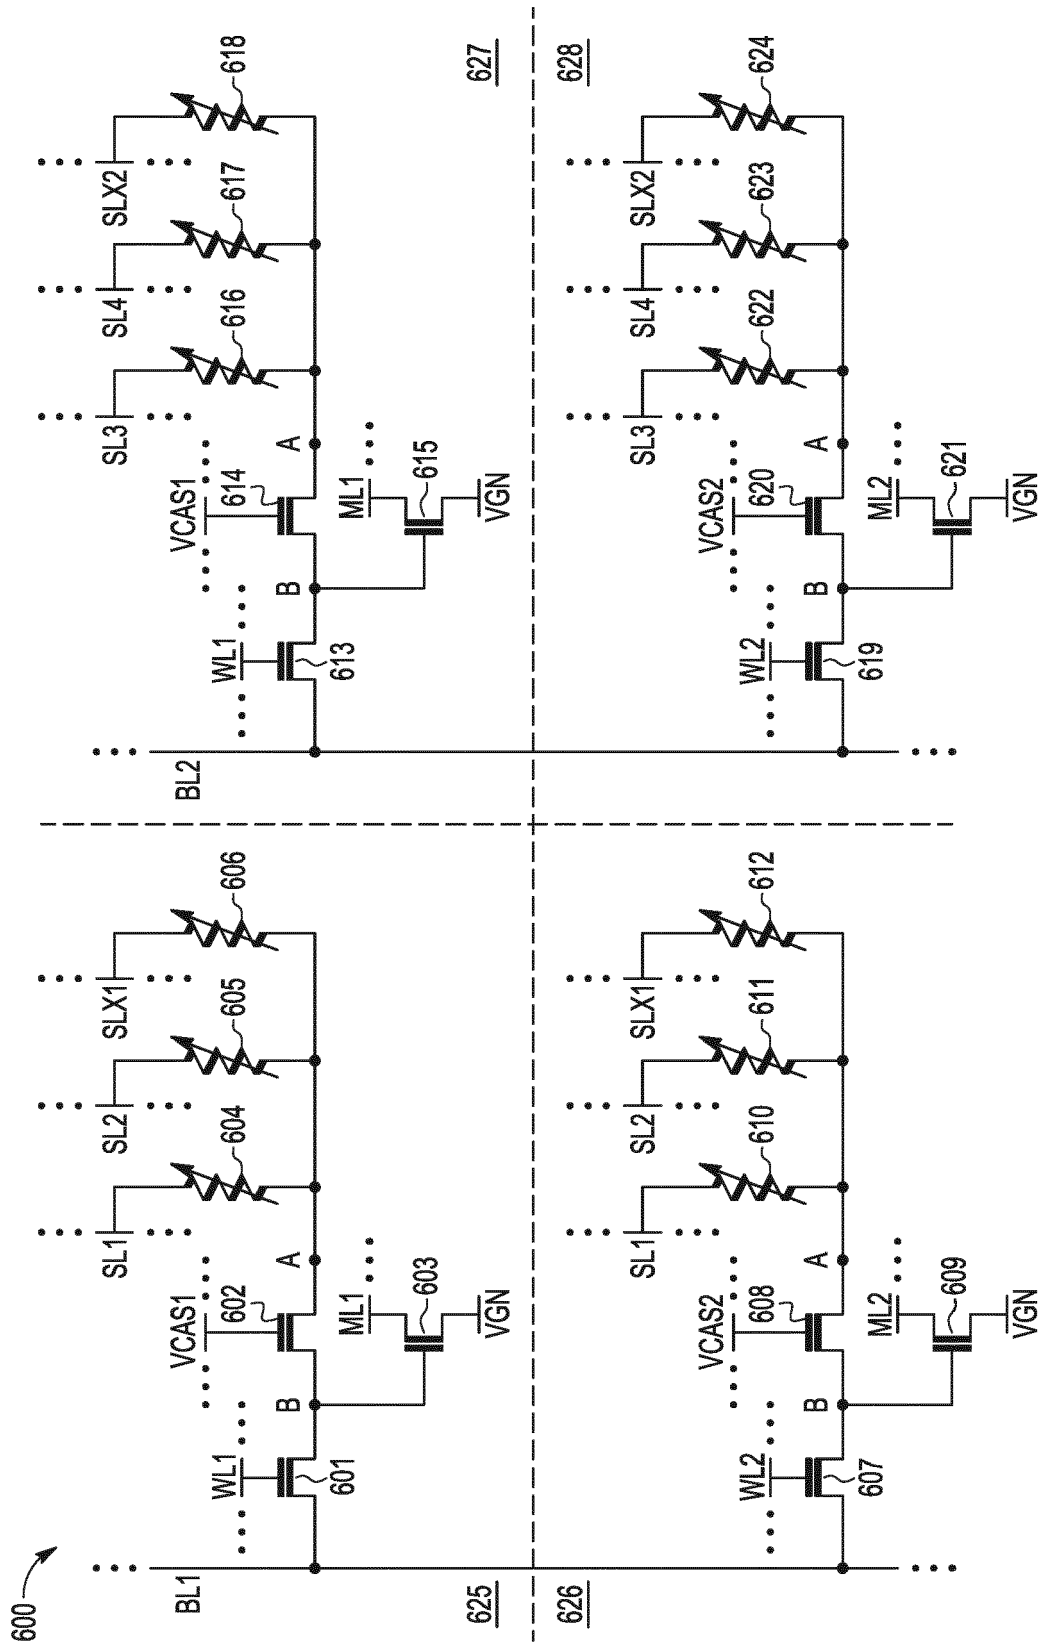 600
SL1 SL2 SLX1 SL3 SL4 SLX2
BL1 VCAS1 BL2 VCAS1
WL1 602 604 605 606 WL1 614 616 617 618
B A B A
601 ML1 613 ML1
603 615
625 VGN VGN 627
626 628
SL1 SL2 SLX1 SL3 SL4 SLX2
VCAS2 VCAS2
WL2 608 610 611 612 WL2 620 622 623 624
B A B A
607 ML2 619 ML2
609 621
VGN VGN